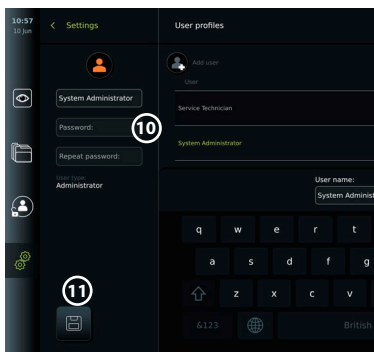 10:57
10 Jun
Settings
User profiles
Add user
User
System Administrator
Service Technician
Password:
10
System Administrator
Repeat password:
User type:
Administrator
User name:
System Administ
q w e r t
a s d f g
11
z x c v
&123
British